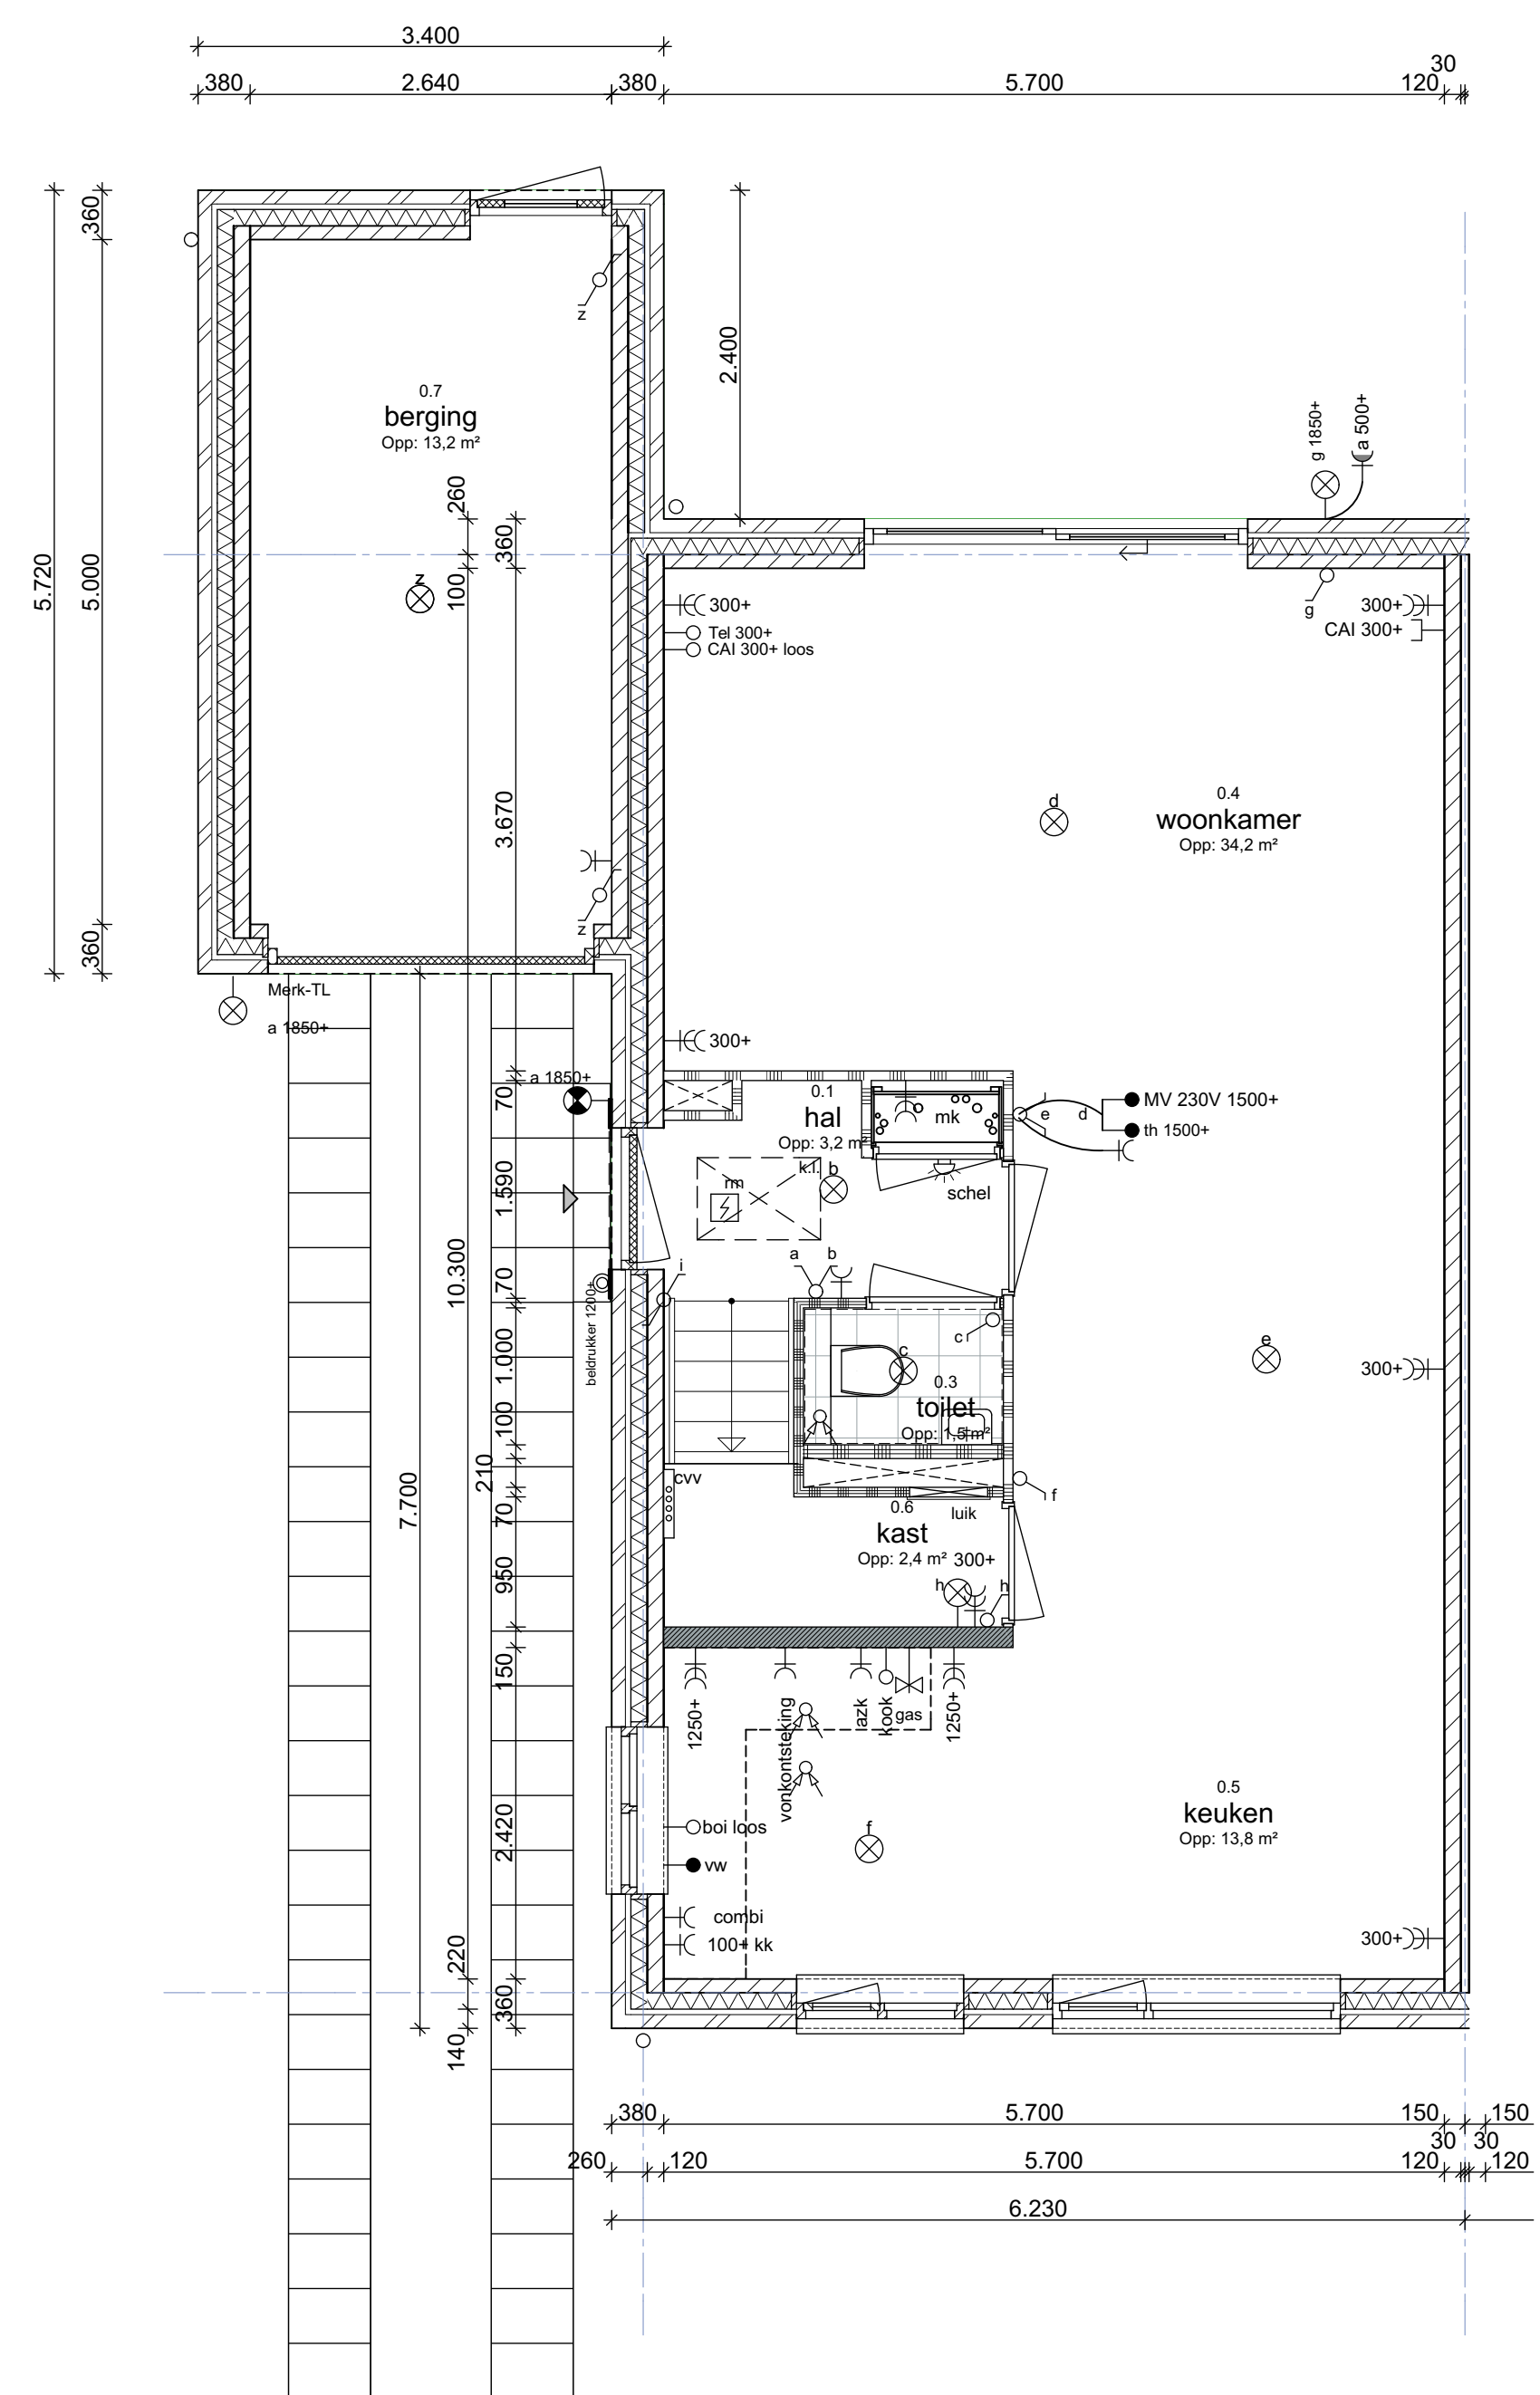 3.400
30
380 2.640 380 5.700 120
360
5.720
5.000
360
2.400
z
0.7
berging
Opp: 13,2 m²
260
360
100
z
g 1850+
a 500+
300+
Tel 300+
CAI 300+ loos
g
300+
CAI 300+
3.670
d
0.4
woonkamer
Opp: 34,2 m²
z
Merk-TL
a 1850+
300+
a 1850+
70
0.1
hal
Opp: 3,2 m²
k.l.
b
mk
e
d
MV 230V 1500+
th 1500+
rm
schel
1.590
10.300
a
b
i
70
beldrukker 1200+
1.000
c
c
0.3
toilet
Opp: 1,5 m²
e
300+
100
210
7.700
cvv
f
luik
0.6
kast
Opp: 2,4 m²
300+
70
950
h
h
150
1250+
vonkontsteking
azk
kook
gas
1250+
2.420
boi loos
vw
f
0.5
keuken
Opp: 13,8 m²
combi
100+ kk
300+
220
360
140
380 5.700 150 150
30 30
260 120 5.700 120 120
6.230